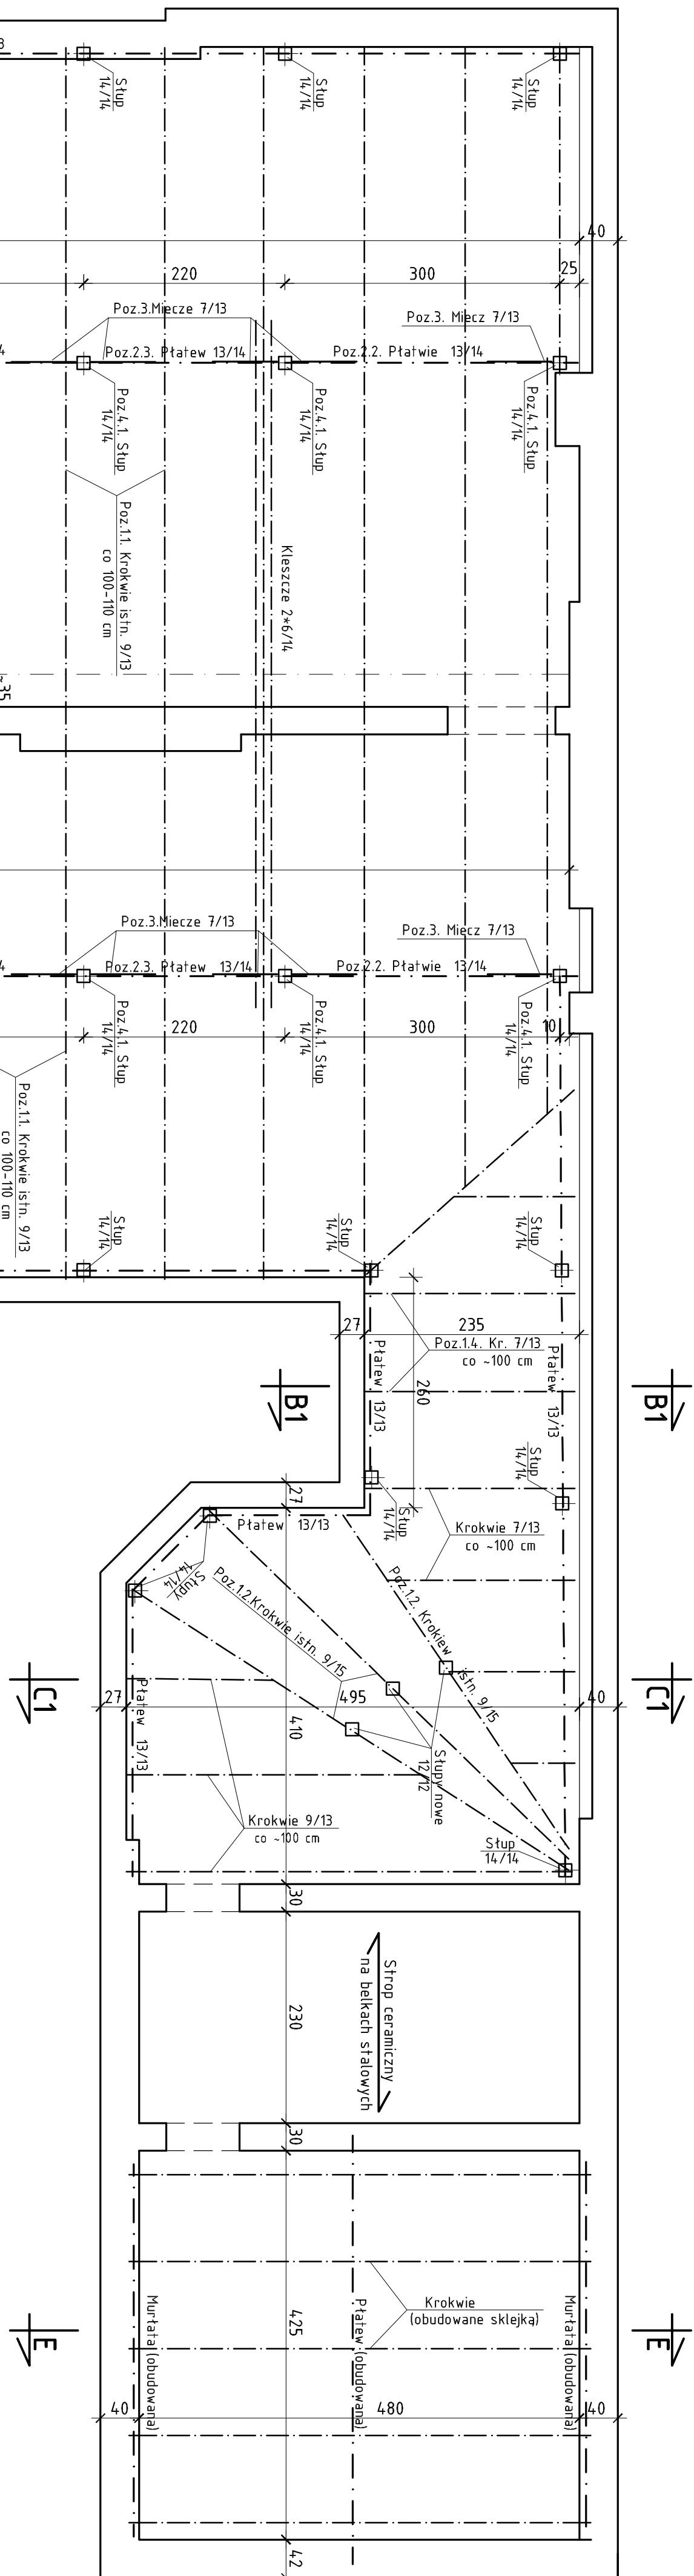 8
Słup
14/14
Słup
14/14
Słup
14/14
40
220
300
25
Poz.3.Miecze 7/13
Poz.3. Miecz 7/13
4
Poz.2.3. Płatew 13/14
Poz.2.2. Płatwie 13/14
Poz.4.1. Słup
14/14
Poz.4.1. Słup
14/14
Poz.4.1. Słup
14/14
Poz.1.1. Krokwie istn. 9/13
co 100-110 cm
Kleszcze 2*6/14
~35
Poz.3.Miecze 7/13
Poz.3. Miecz 7/13
4
Poz.2.3. Płatew 13/14
Poz.2.2. Płatwie 13/14
Poz.4.1. Słup
14/14
Poz.4.1. Słup
14/14
Poz.4.1. Słup
14/14
220
300
10
Poz.1.1. Krokwie istn. 9/13
co 100-110 cm
Słup
14/14
Słup
14/14
Słup
14/14
27
235
Poz.1.4. Kr. 7/13
co ~100 cm
Płatew 13/13
Płatew 13/13
260
B1
B1
Słup
14/14
27
Płatew 13/13
Słup
14/14
Krokwie 7/13
co ~100 cm
Słupy
14/14
Poz.1.2.Krokwie istn. 9/15
Poz.1.2. Krokiew istn. 9/15
C1
C1
27
495
40
Płatew 13/13
410
Słupy nowe
12/12
Krokwie 9/13
co ~100 cm
Słup
14/14
30
Strop ceramiczny
na belkach stalowych
230
30
Krokwie
(obudowane sklejką)
Murłata (obudowana)
425
Płatew (obudowana)
Murłata (obudowana)
E
E
40
480
40
42